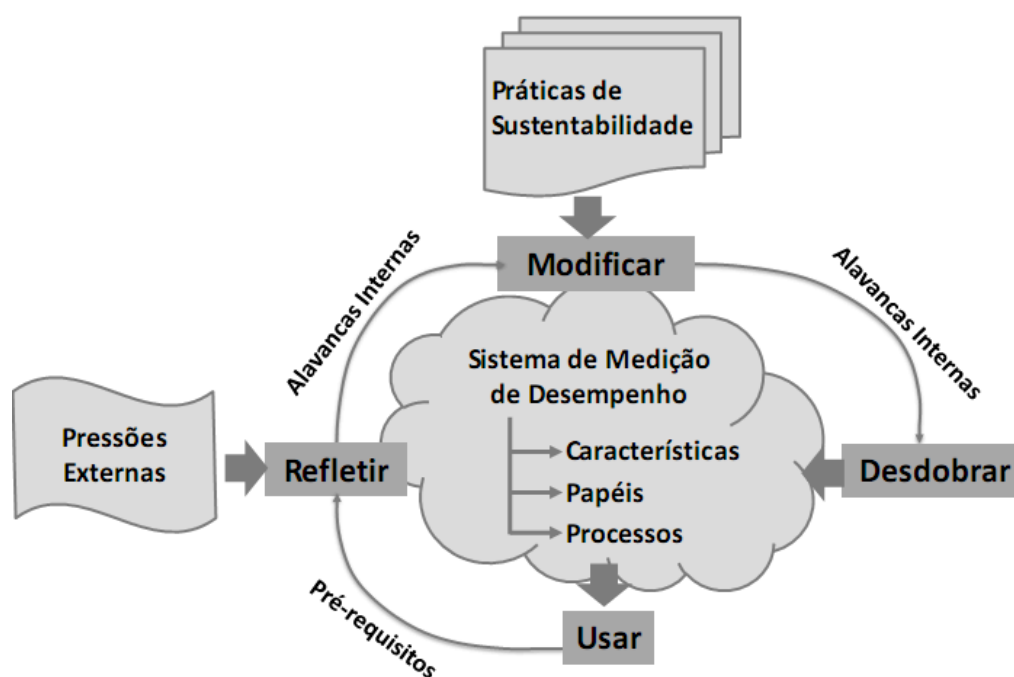 Práticas de
Sustentabilidade
Modificar
Alavancas Internas
Alavancas Internas
Sistema de Medição
de Desempenho
Características
Papéis
Processos
Pressões
Externas
Refletir
Desdobrar
Pré-requisitos
Usar